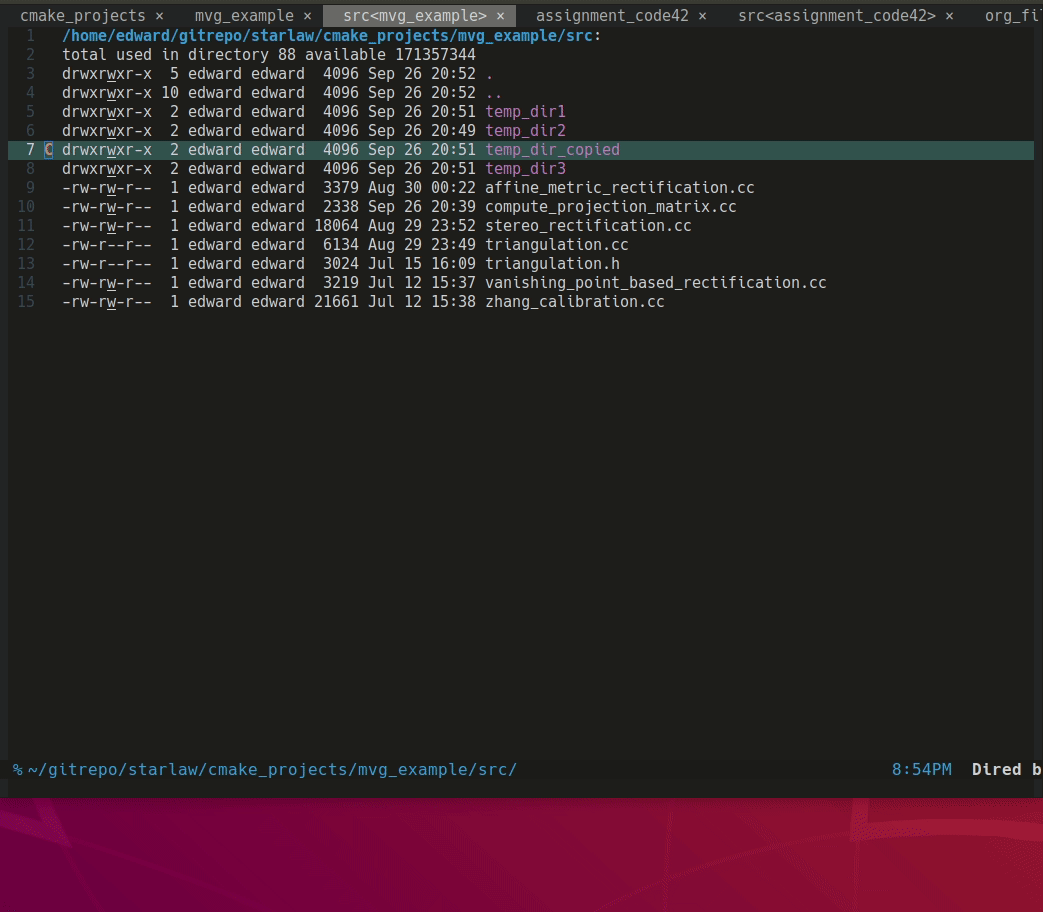 cmake_projects × mvg_example × src<mvg_example> × assignment_code42 × src<assignment_code42> × org_fi
1 /home/edward/gitrepo/starlaw/cmake_projects/mvg_example/src:
2 total used in directory 88 available 171357344
3 drwxrwxr-x 5 edward edward 4096 Sep 26 20:52 .
4 drwxrwxr-x 10 edward edward 4096 Sep 26 20:52 ..
5 drwxrwxr-x 2 edward edward 4096 Sep 26 20:51 temp_dir1
6 drwxrwxr-x 2 edward edward 4096 Sep 26 20:49 temp_dir2
7 C drwxrwxr-x 2 edward edward 4096 Sep 26 20:51 temp_dir_copied
8 drwxrwxr-x 2 edward edward 4096 Sep 26 20:51 temp_dir3
9 -rw-rw-r-- 1 edward edward 3379 Aug 30 00:22 affine_metric_rectification.cc
10 -rw-rw-r-- 1 edward edward 2338 Sep 26 20:39 compute_projection_matrix.cc
11 -rw-rw-r-- 1 edward edward 18064 Aug 29 23:52 stereo_rectification.cc
12 -rw-r--r-- 1 edward edward 6134 Aug 29 23:49 triangulation.cc
13 -rw-r--r-- 1 edward edward 3024 Jul 15 16:09 triangulation.h
14 -rw-rw-r-- 1 edward edward 3219 Jul 12 15:37 vanishing_point_based_rectification.cc
15 -rw-rw-r-- 1 edward edward 21661 Jul 12 15:38 zhang_calibration.cc
% ~/gitrepo/starlaw/cmake_projects/mvg_example/src/ 8:54PM Dired b